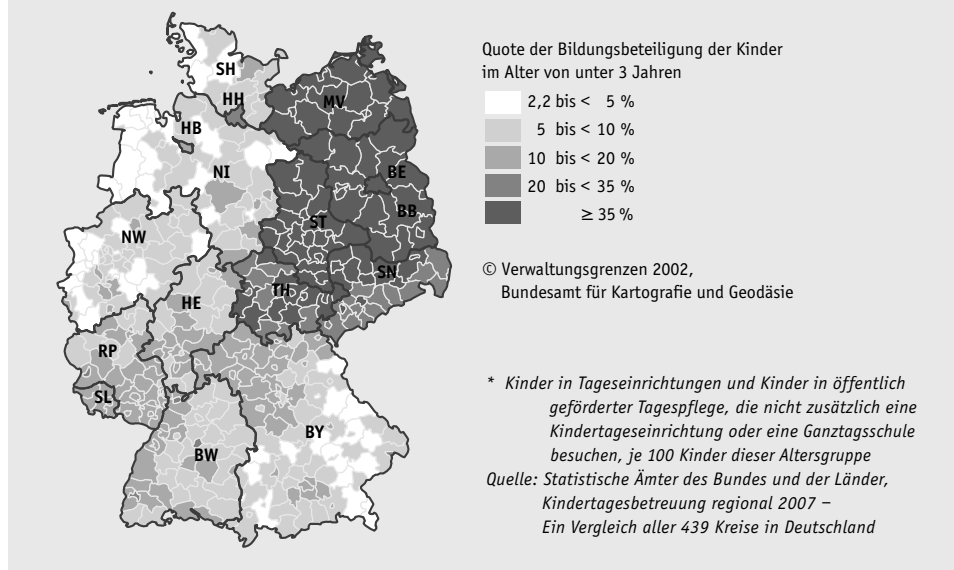 Quote der Bildungsbeteiligung der Kinder
im Alter von unter 3 Jahren
2,2 bis < 5 %
5 bis < 10 %
10 bis < 20 %
20 bis < 35 %
≥ 35 %
© Verwaltungsgrenzen 2002,
Bundesamt für Kartografie und Geodäsie
* Kinder in Tageseinrichtungen und Kinder in öffentlich
geförderter Tagespflege, die nicht zusätzlich eine
Kindertageseinrichtung oder eine Ganztagsschule
besuchen, je 100 Kinder dieser Altersgruppe
Quelle: Statistische Ämter des Bundes und der Länder,
Kindertagesbetreuung regional 2007 –
Ein Vergleich aller 439 Kreise in Deutschland
SH
HH
MV
HB
NI
BE
BB
ST
NW
SN
TH
HE
RP
SL
BY
BW